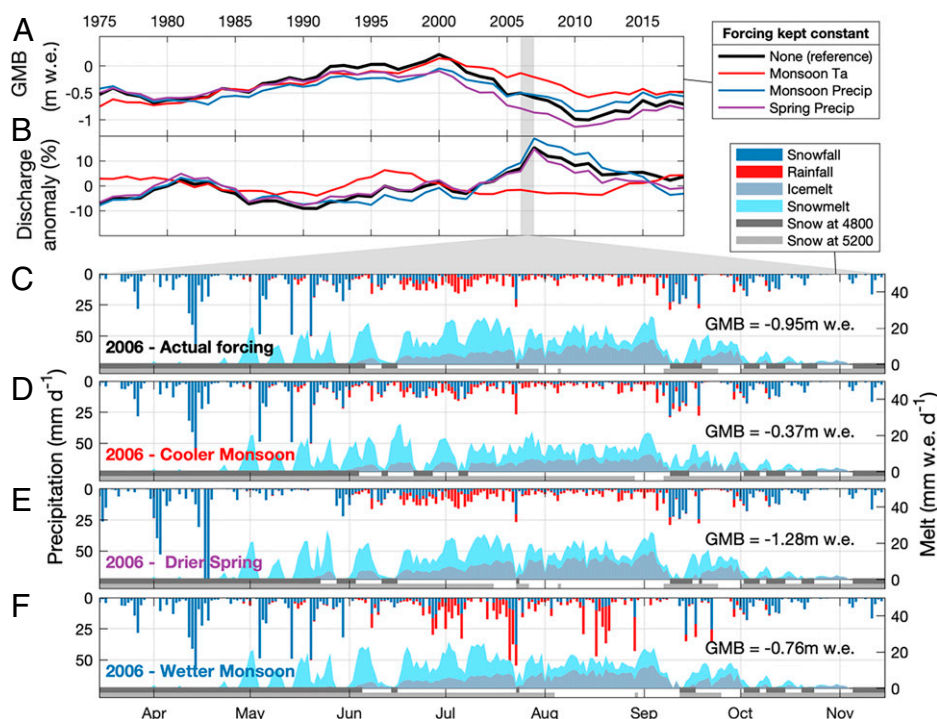 A
1975 1980 1985 1990 1995 2000 2005 2010 2015
GMB
(m w.e.)
0
-0.5
-1
Forcing kept constant
None (reference)
Monsoon Ta
Monsoon Precip
Spring Precip
B
Discharge
anomaly (%)
10
0
-10
Snowfall
Rainfall
Icemelt
Snowmelt
Snow at 4800
Snow at 5200
C
0
25
50
40
20
0
GMB = -0.95m w.e.
2006 - Actual forcing
D
0
25
50
40
20
0
GMB = -0.37m w.e.
2006 - Cooler Monsoon
E
0
25
50
40
20
0
GMB = -1.28m w.e.
2006 - Drier Spring
F
0
25
50
40
20
0
GMB = -0.76m w.e.
2006 - Wetter Monsoon
Precipitation (mm d⁻¹)
Melt (mm w.e. d⁻¹)
Apr May Jun Jul Aug Sep Oct Nov